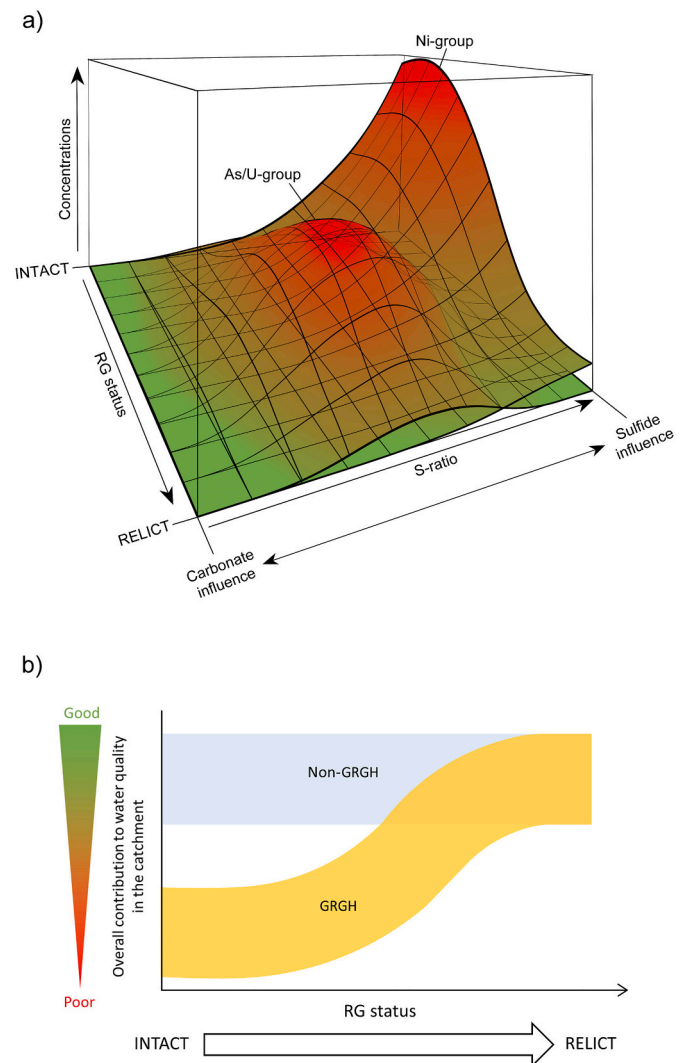 a)
Ni-group
Concentrations
As/U-group
INTACT
RG status
RELICT
S-ratio
Sulfide
influence
Carbonate
influence
b)
Good
Overall contribution to water quality
in the catchment
Non-GRGH
GRGH
Poor
RG status
INTACT
RELICT